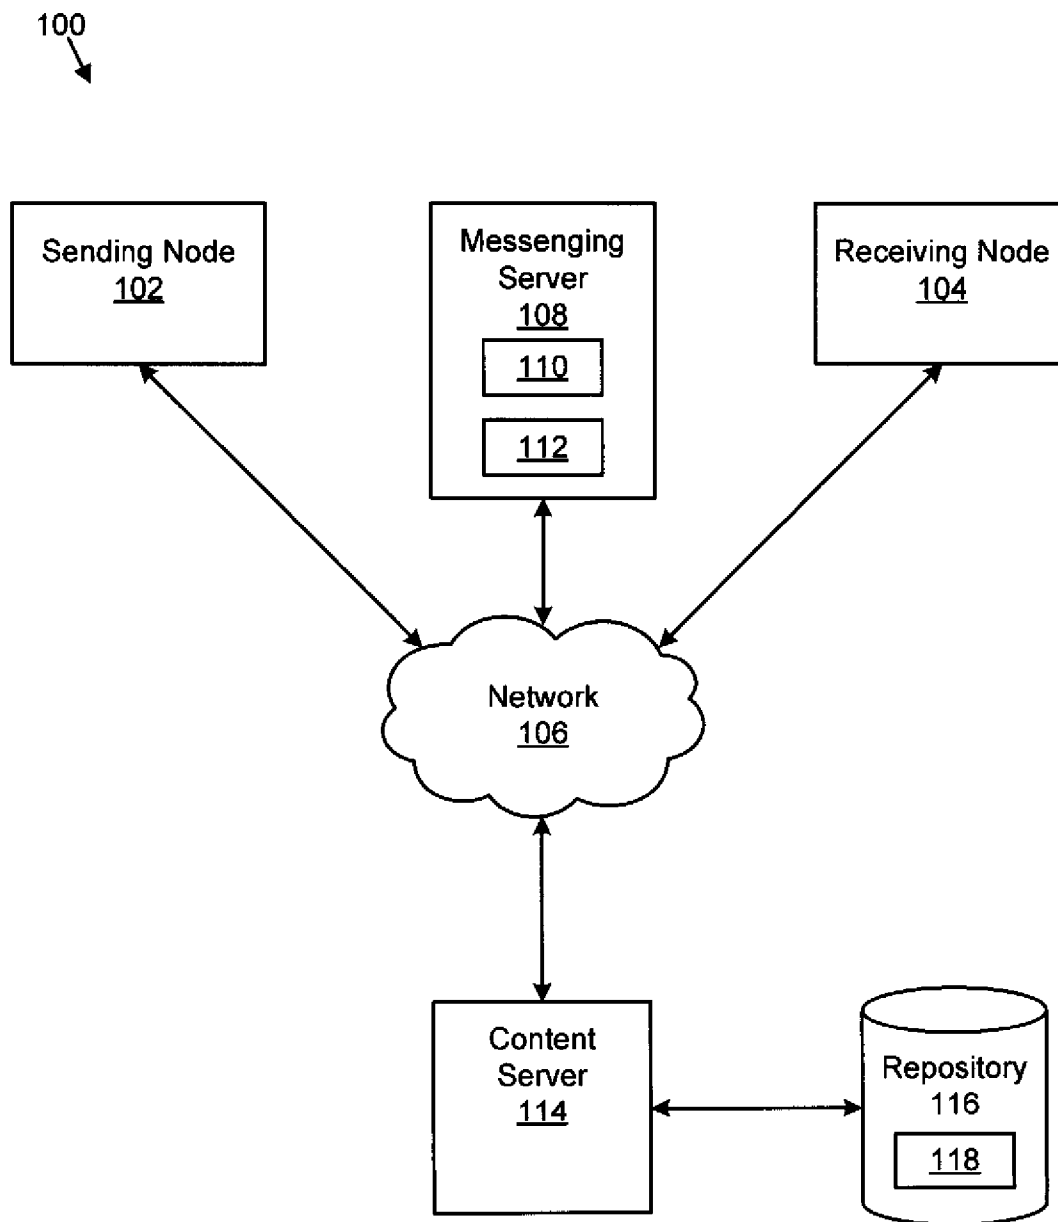 100
Sending Node
102
Messenging
Server
108
110
112
Receiving Node
104
Network
106
Content
Server
114
Repository
116
118